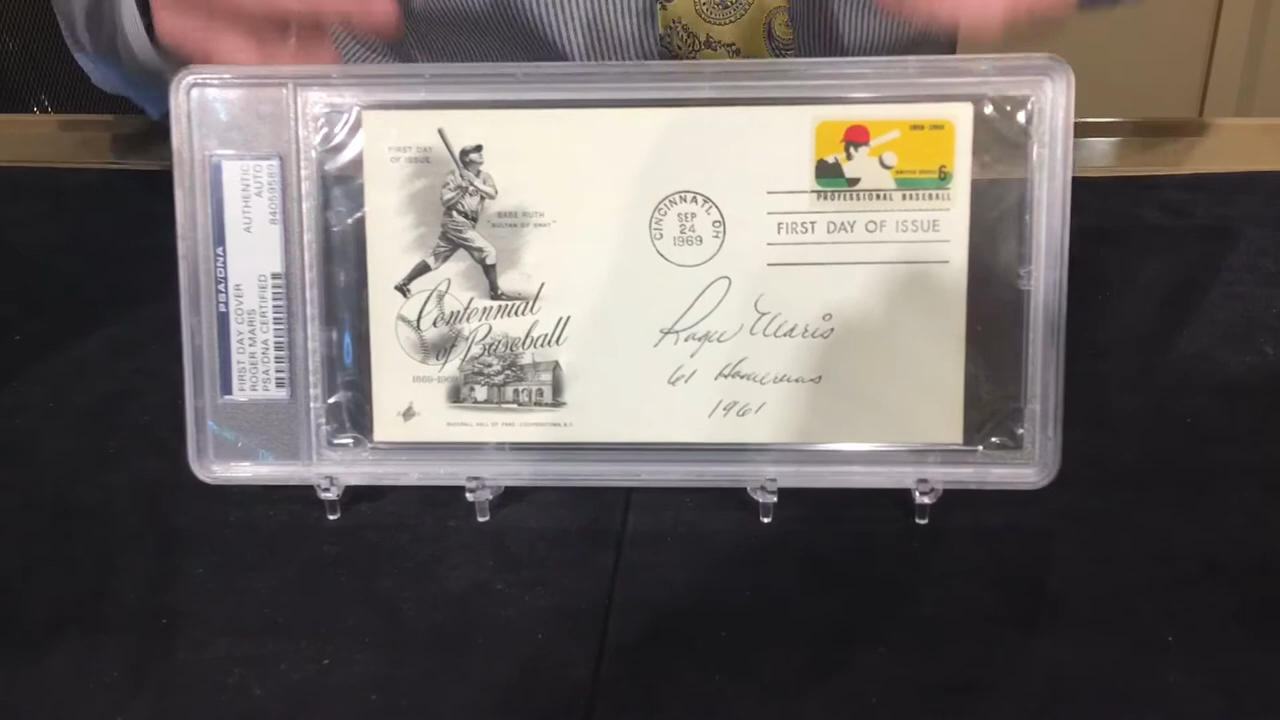 PSA/DNA
FIRST DAY COVER
ROGER MARIS
PSA/DNA CERTIFIED
AUTHENTIC
AUTO
84059589
FIRST DAY
OF ISSUE
BABE RUTH
"SULTAN OF SWAT"
Centennial
of Baseball
1869-1969
BASEBALL HALL OF FAME - COOPERSTOWN, N.Y.
CINCINNATI, OH
SEP
24
1969
1869-1969
UNITED STATES 6c
PROFESSIONAL BASEBALL
FIRST DAY OF ISSUE
Roger Maris
61 Homeruns
1961